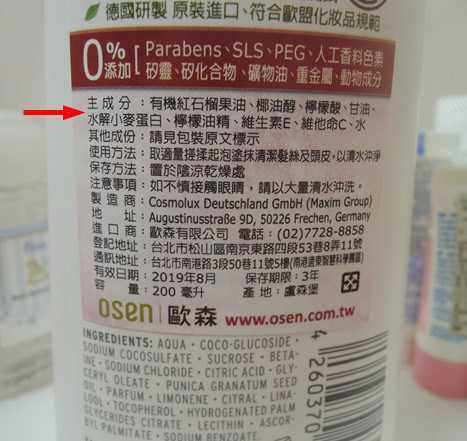 德國研製 原裝進口、符合歐盟化妝品規範
0% 添加
Parabens、SLS、PEG、人工香料色素
矽靈、矽化合物、礦物油、重金屬、動物成分
主成分:有機紅石榴果油、椰油醇、檸檬酸、甘油、
水解小麥蛋白、檸檬油精、維生素E、維他命C、水
其他成份:請見包裝原文標示
使用方法:取適量搓揉起泡塗抹清潔髮絲及頭皮,以清水沖淨
保存方法:置於陰涼乾燥處
注意事項:如不慎接觸眼睛,請以大量清水沖洗。
製造商:Cosmolux Deutschland GmbH (Maxim Group)
地址:Augustinusstraße 9D, 50226 Frechen, Germany
進口商:歐森有限公司 電話:(02)7728-8858
登記地址:台北市松山區南京東路四段53巷8弄11號
通訊地址:台北市南港路3段50巷11號5樓(南港遠東智慧科學園區)
有效日期:2019年8月 保存期限:3年
容量:200 毫升 產地:盧森堡
osen 歐森 www.osen.com.tw
INGREDIENTS: AQUA · COCO-GLUCOSIDE ·
SODIUM COCOSULFATE · SUCROSE · BETA-
INE · SODIUM CHLORIDE · CITRIC ACID · GLY-
CERYL OLEATE · PUNICA GRANATUM SEED
OIL · PARFUM · LIMONENE · CITRAL · LINA-
LOOL · TOCOPHEROL · HYDROGENATED PALM
GLYCERIDES CITRATE · LECITHIN · ASCOR-
BYL PALMITATE · SODIUM BENZOATE.
4 260370